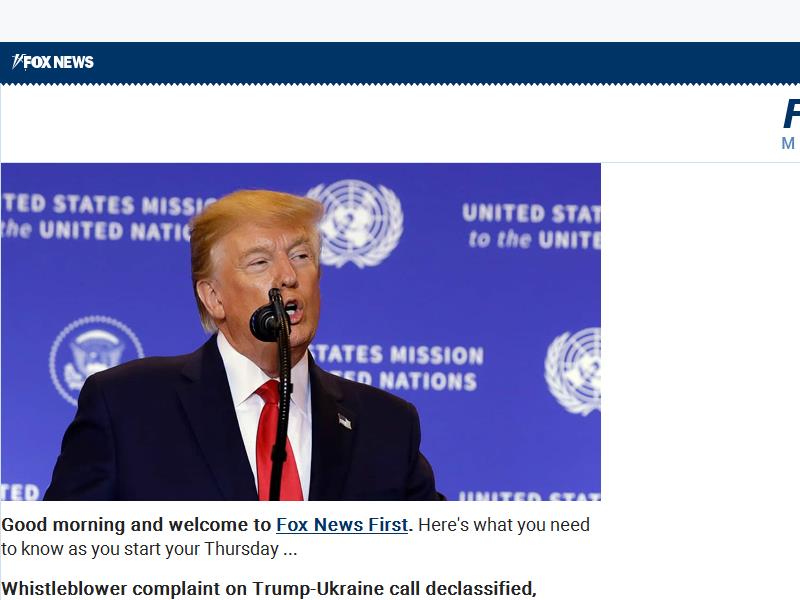 FOX NEWS
F
M
TED STATES MISSIO
the UNITED NATIO
UNITED STAT
to the UNITE
STATES MISSION
D NATIONS
TED
UNITED STAT
Good morning and welcome to Fox News First. Here's what you need
to know as you start your Thursday ...
Whistleblower complaint on Trump-Ukraine call declassified,